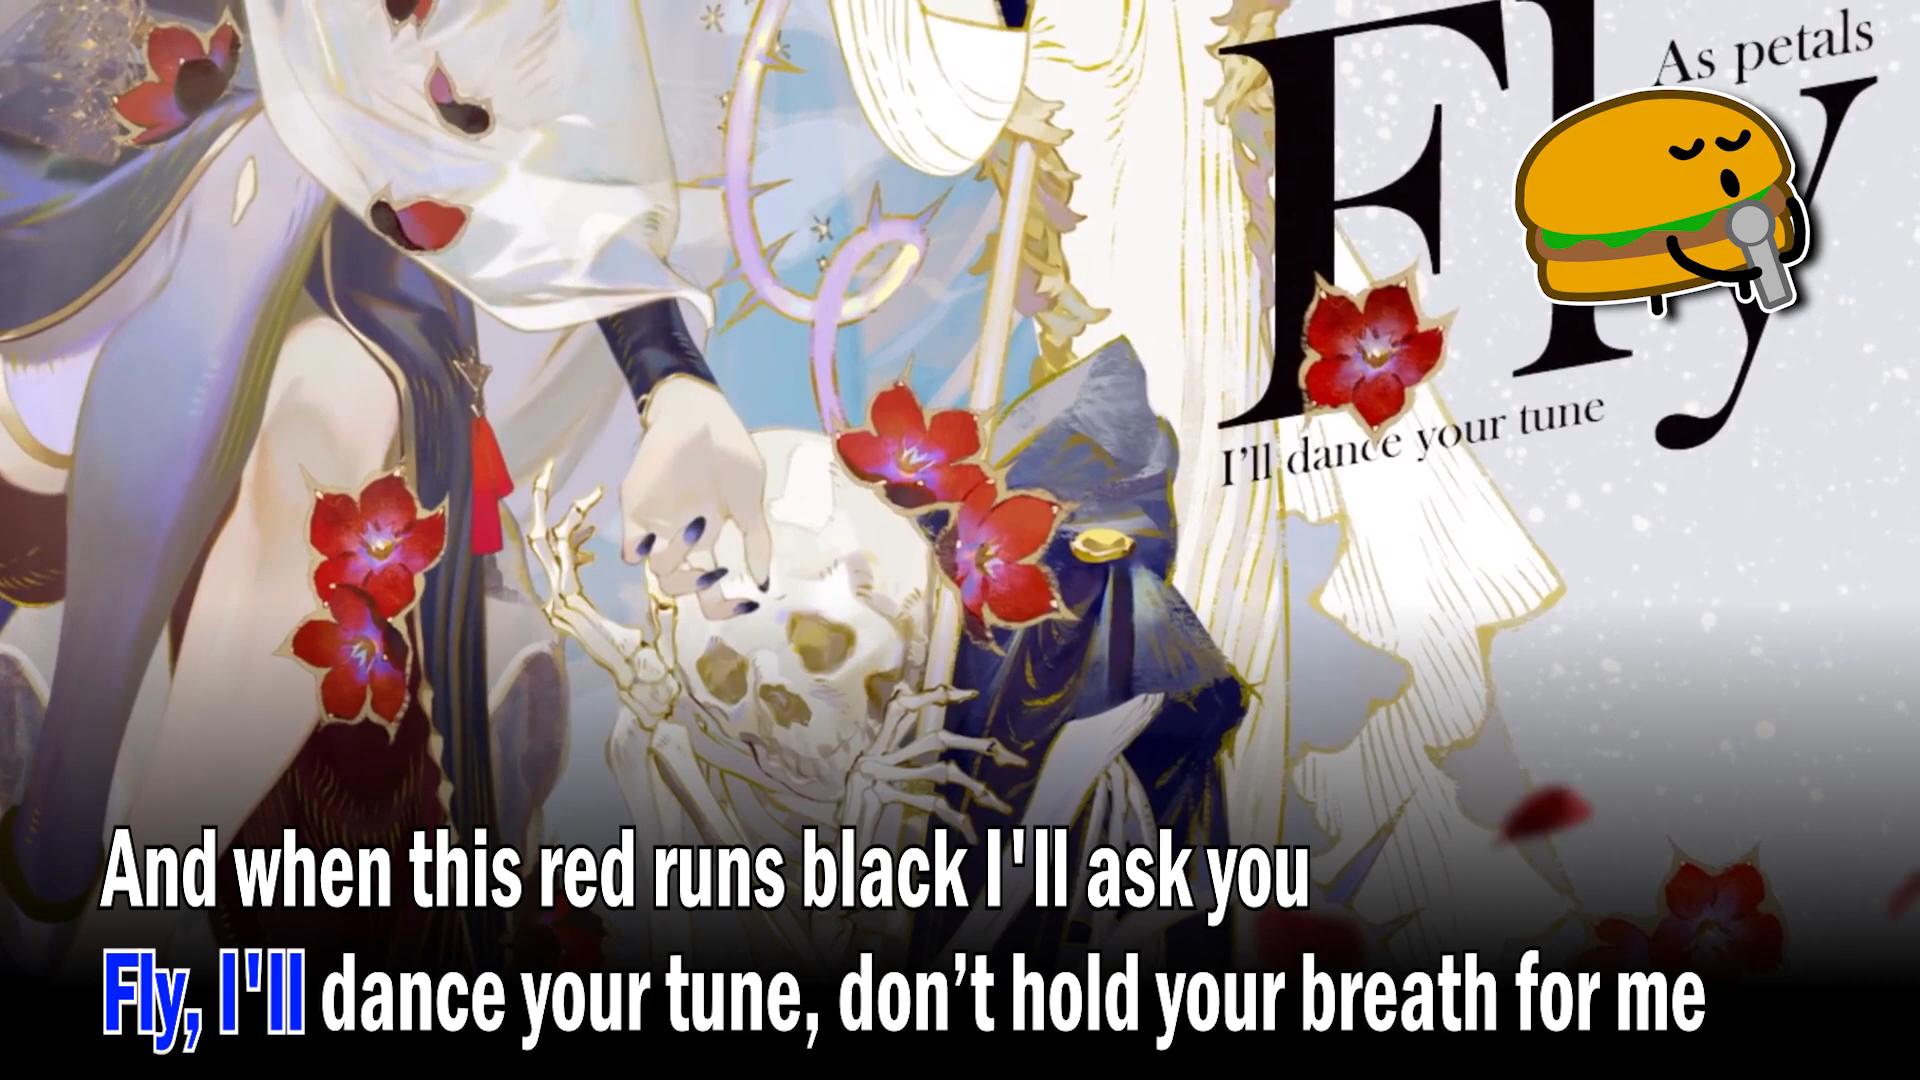 As petals
Fly
I’ll dance your tune
And when this red runs black I'll ask you
Fly, I'll dance your tune, don’t hold your breath for me